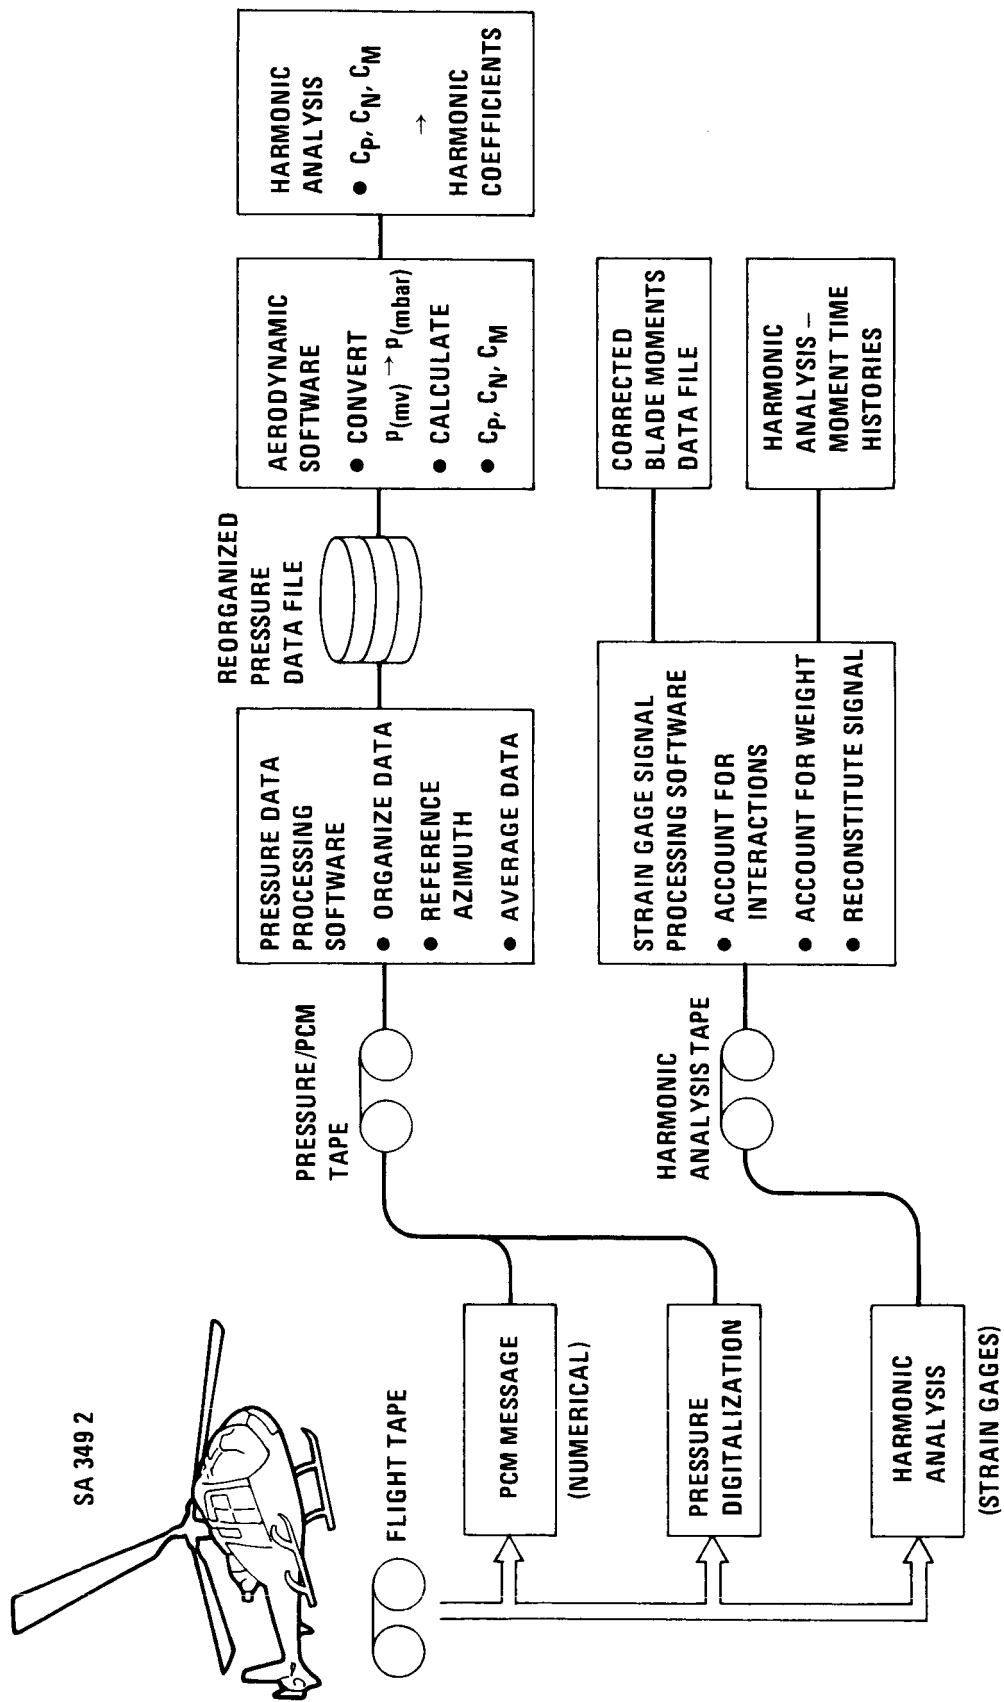 SA 349 2
FLIGHT TAPE
PCM MESSAGE
(NUMERICAL)
PRESSURE
DIGITALIZATION
HARMONIC
ANALYSIS
(STRAIN GAGES)
PRESSURE/PCM
TAPE
HARMONIC
ANALYSIS TAPE
PRESSURE DATA
PROCESSING
SOFTWARE
● ORGANIZE DATA
● REFERENCE
AZIMUTH
● AVERAGE DATA
REORGANIZED
PRESSURE
DATA FILE
AERODYNAMIC
SOFTWARE
● CONVERT
P(mv) → P(mbar)
● CALCULATE
● CP, CN, CM
HARMONIC
ANALYSIS
● CP, CN, CM
→
HARMONIC
COEFFICIENTS
STRAIN GAGE SIGNAL
PROCESSING SOFTWARE
● ACCOUNT FOR
INTERACTIONS
● ACCOUNT FOR WEIGHT
● RECONSTITUTE SIGNAL
CORRECTED
BLADE MOMENTS
DATA FILE
HARMONIC
ANALYSIS –
MOMENT TIME
HISTORIES